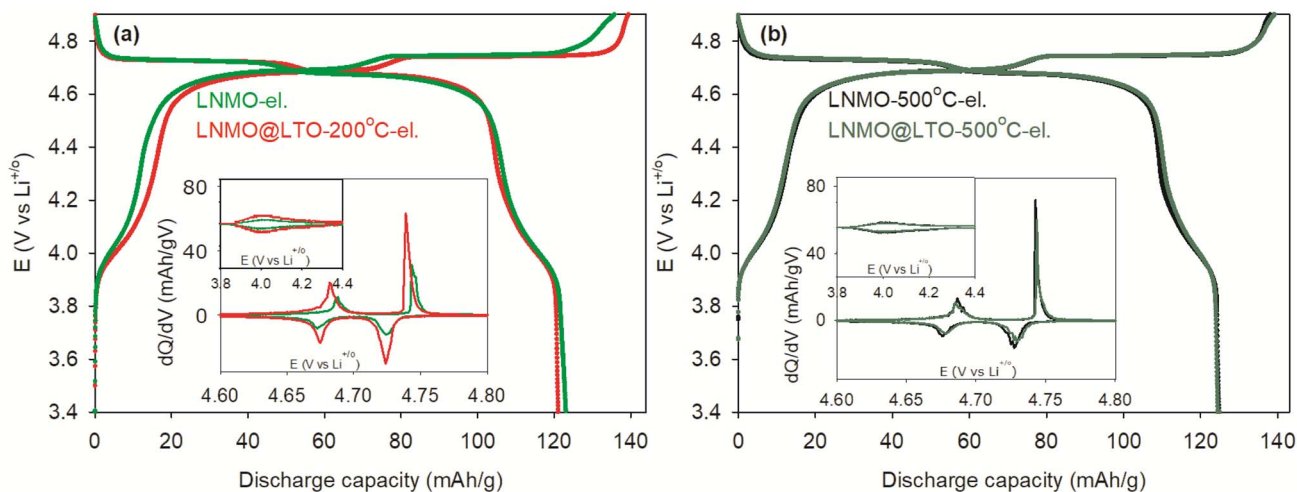 (a)
LNMO-el.
LNMO@LTO-200°C-el.
E (V vs Li+/o)
4.8
4.6
4.4
4.2
4.0
3.8
3.6
3.4
0 20 40 60 80 100 120 140
Discharge capacity (mAh/g)
dQ/dV (mAh/gV)
80
40
0
3.8 4.0 4.2 4.4
E (V vs Li+/o)
E (V vs Li+/o)
4.60 4.65 4.70 4.75 4.80
(b)
LNMO-500°C-el.
LNMO@LTO-500°C-el.
E (V vs Li+/o)
4.8
4.6
4.4
4.2
4.0
3.8
3.6
3.4
0 20 40 60 80 100 120 140
Discharge capacity (mAh/g)
dQ/dV (mAh/gV)
80
40
0
3.8 4.0 4.2 4.4
E (V vs Li+/o)
E (V vs Li+/o)
4.60 4.65 4.70 4.75 4.80